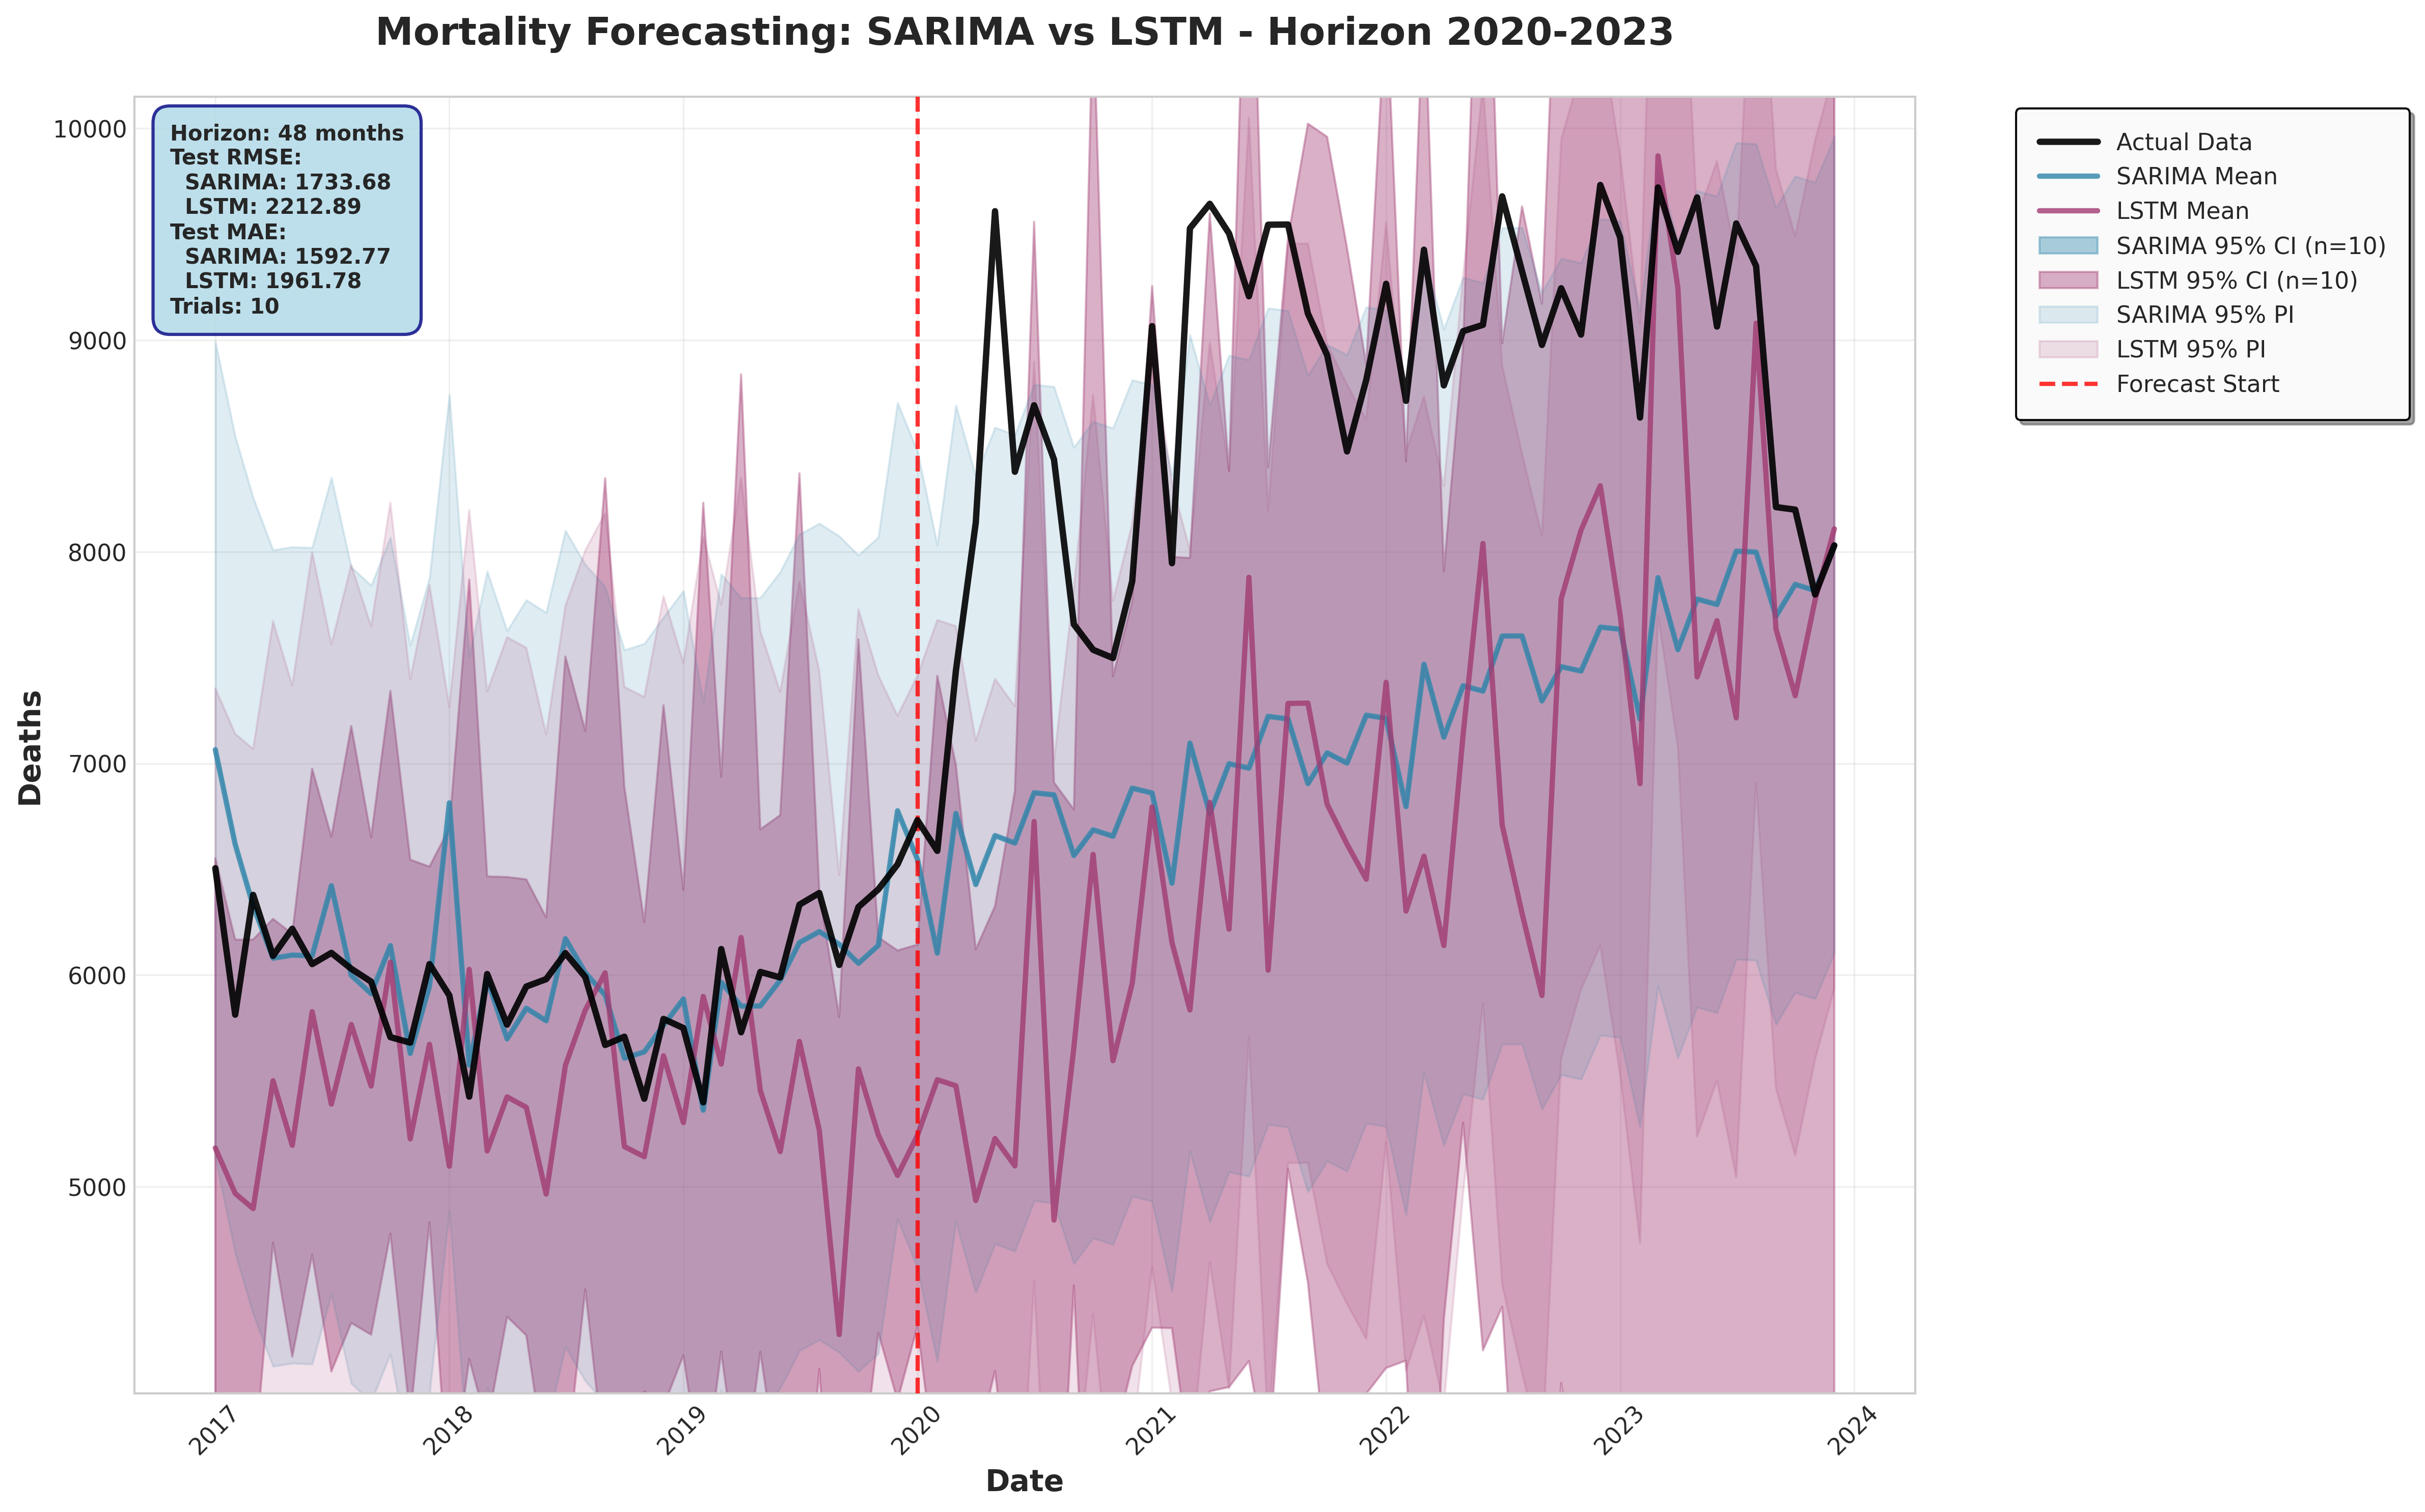 Mortality Forecasting: SARIMA vs LSTM - Horizon 2020-2023
Horizon: 48 months
Test RMSE:
SARIMA: 1733.68
LSTM: 2212.89
Test MAE:
SARIMA: 1592.77
LSTM: 1961.78
Trials: 10
Actual Data
SARIMA Mean
LSTM Mean
SARIMA 95% CI (n=10)
LSTM 95% CI (n=10)
SARIMA 95% PI
LSTM 95% PI
Forecast Start
Deaths
10000
9000
8000
7000
6000
5000
2017
2018
2019
2020
2021
2022
2023
2024
Date